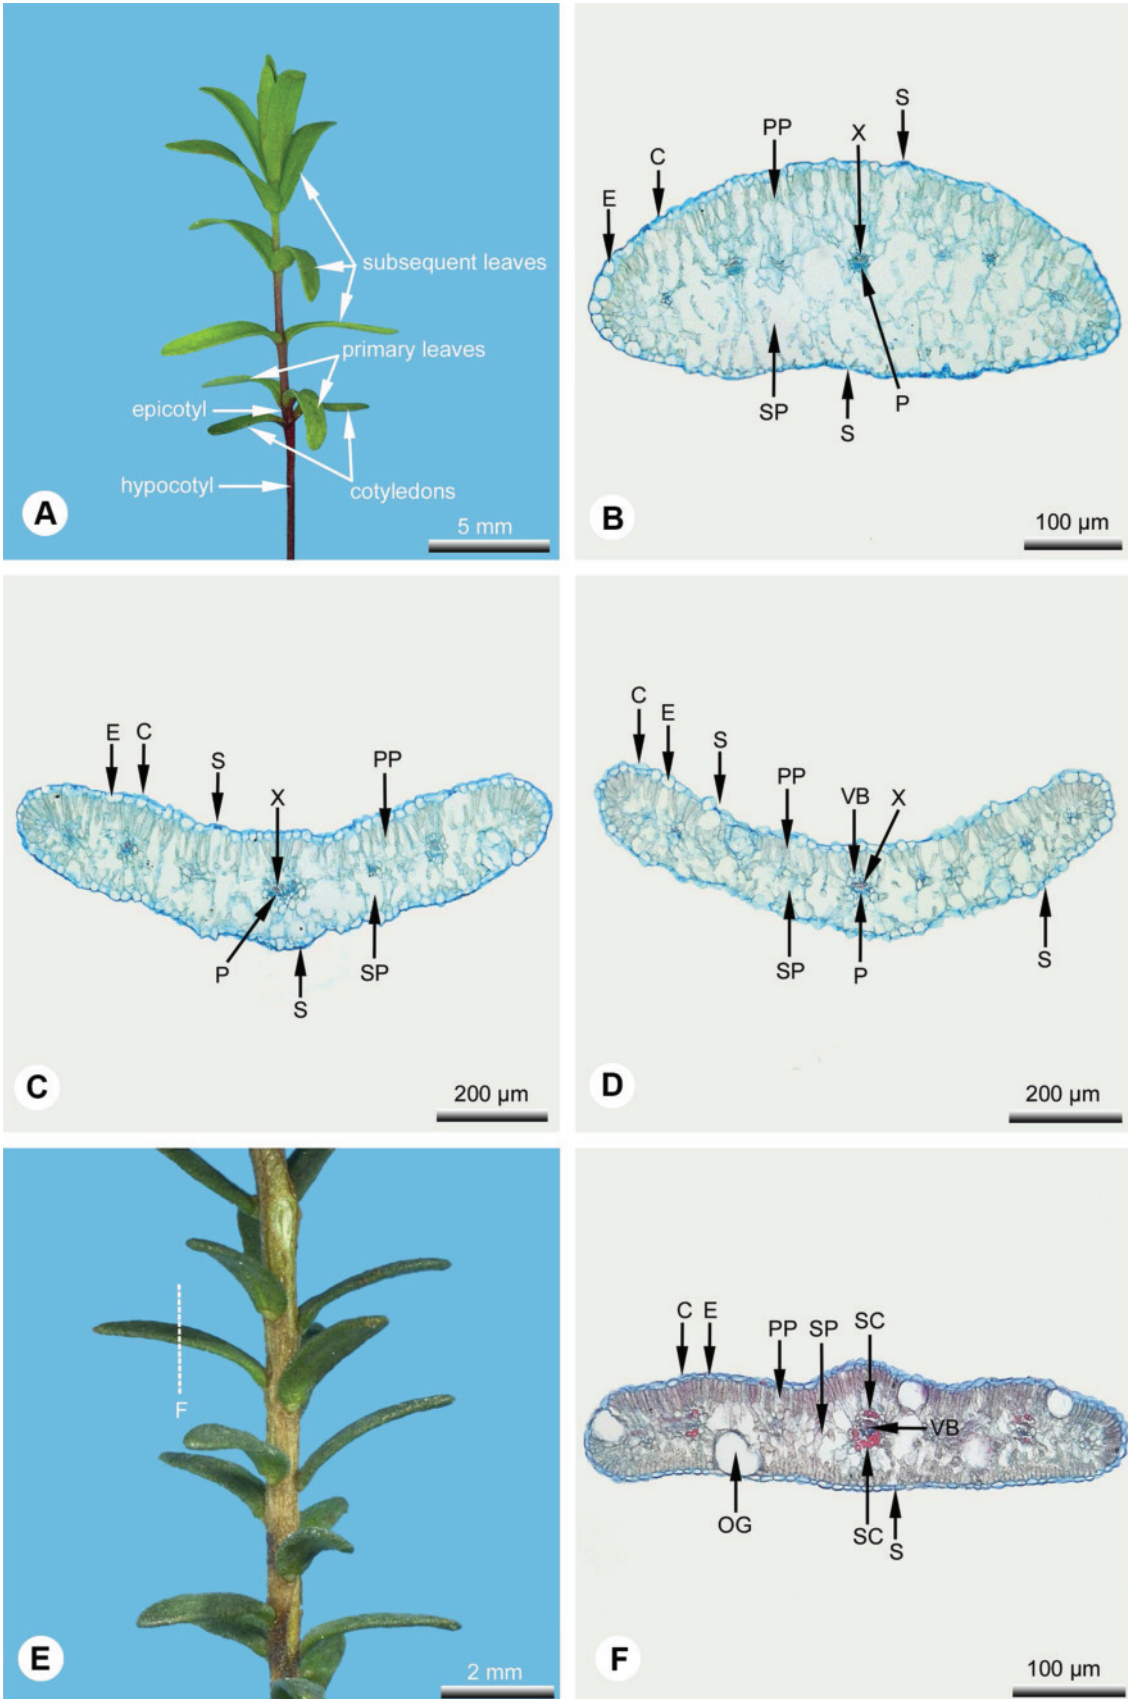 subsequent leaves
primary leaves
epicotyl
cotyledons
hypocotyl
A
5 mm
S
PP
X
C
E
SP
P
S
B
100 µm
E
C
S
PP
X
P
SP
S
C
200 µm
C
E
S
PP
VB
X
SP
P
S
D
200 µm
F
E
2 mm
C
E
PP
SP
SC
VB
OG
SC
S
F
100 µm